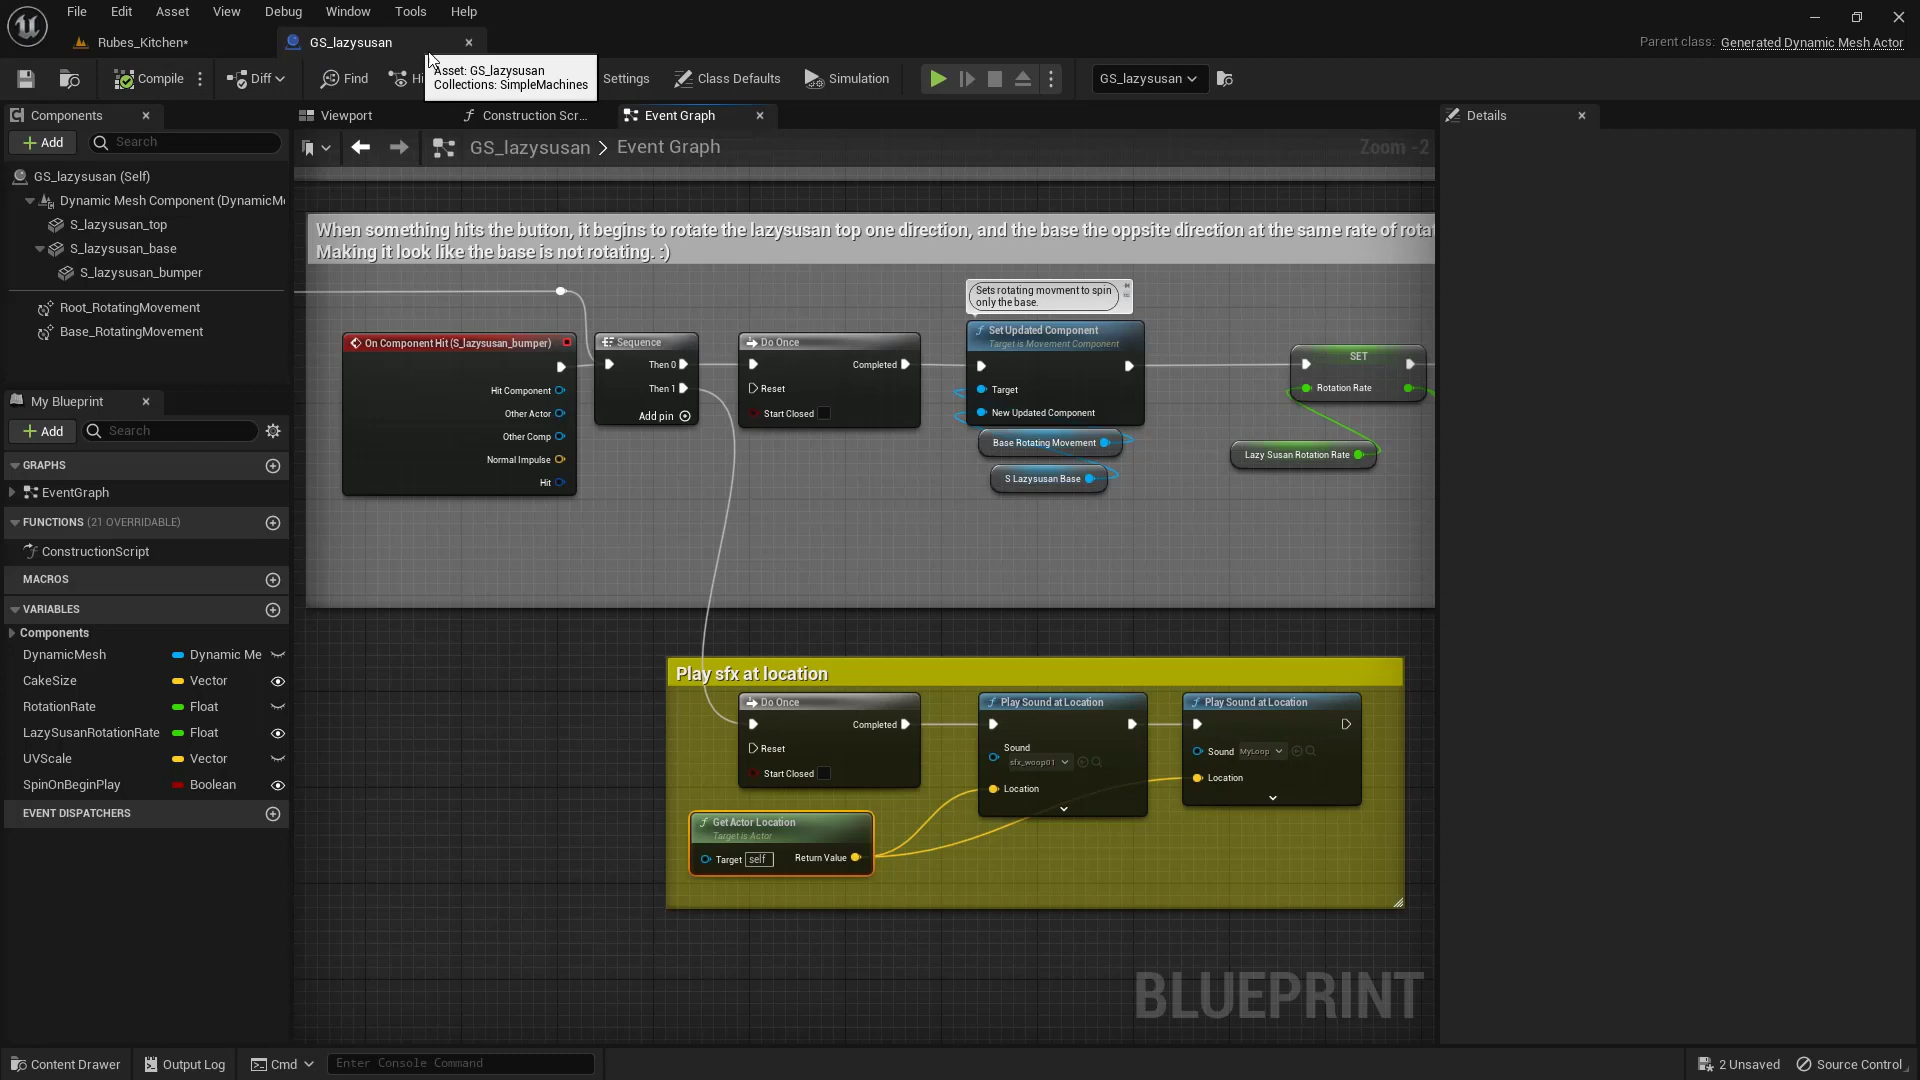 File Edit Asset View Debug Window Tools Help
Rubes_Kitchen*
GS_lazysusan
Parent class: Generated Dynamic Mesh Actor
Compile
Diff
Find
Hi
Settings
Class Defaults
Simulation
GS_lazysusan
Asset: GS_lazysusan
Collections: SimpleMachines
Components
Add
Search
GS_lazysusan (Self)
Dynamic Mesh Component (DynamicMe
S_lazysusan_top
S_lazysusan_base
S_lazysusan_bumper
Root_RotatingMovement
Base_RotatingMovement
My Blueprint
Add
Search
GRAPHS
EventGraph
FUNCTIONS (21 OVERRIDABLE)
ConstructionScript
MACROS
VARIABLES
Components
DynamicMesh Dynamic Me
CakeSize Vector
RotationRate Float
LazySusanRotationRate Float
UVScale Vector
SpinOnBeginPlay Boolean
EVENT DISPATCHERS
Viewport
Construction Scr...
Event Graph
GS_lazysusan > Event Graph
Zoom -2
When something hits the button, it begins to rotate the lazysusan top one direction, and the base the oppsite direction at the same rate of rotat
Making it look like the base is not rotating. :)
On Component Hit (S_lazysusan_bumper)
Hit Component
Other Actor
Other Comp
Normal Impulse
Hit
Sequence
Then 0
Then 1
Add pin
Do Once
Completed
Reset
Start Closed
Sets rotating movment to spin
only the base.
Set Updated Component
Target is Movement Component
Target
New Updated Component
Base Rotating Movement
S Lazysusan Base
SET
Rotation Rate
Lazy Susan Rotation Rate
Play sfx at location
Do Once
Completed
Reset
Start Closed
Get Actor Location
Target is Actor
Target self
Return Value
Play Sound at Location
Sound
sfx_woop01
Location
Play Sound at Location
Sound MyLoop
Location
BLUEPRINT
Details
Content Drawer
Output Log
Cmd
Enter Console Command
2 Unsaved
Source Control